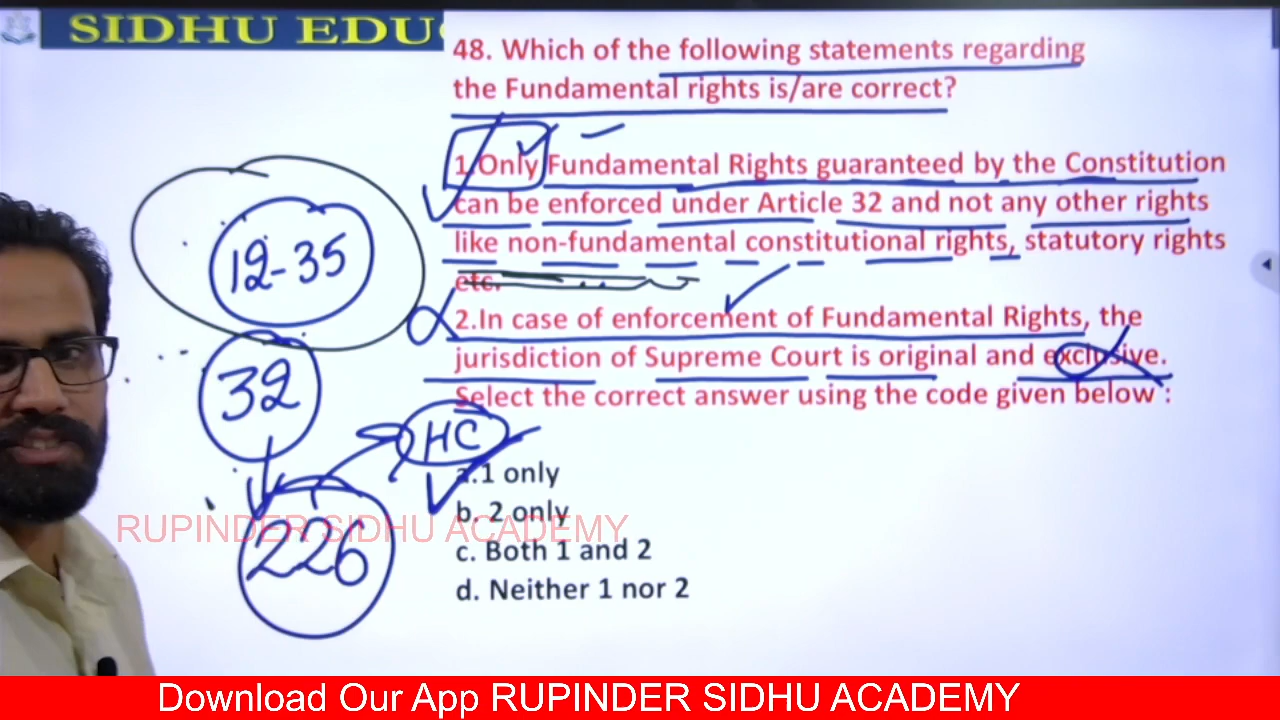 SIDHU EDU
48. Which of the following statements regarding
the Fundamental rights is/are correct?
1.Only Fundamental Rights guaranteed by the Constitution
can be enforced under Article 32 and not any other rights
like non-fundamental constitutional rights, statutory rights
etc.
2.In case of enforcement of Fundamental Rights, the
jurisdiction of Supreme Court is original and exclusive.
Select the correct answer using the code given below :
a.1 only
b. 2 only
c. Both 1 and 2
d. Neither 1 nor 2
12-35
32
HC
226
RUPINDER SIDHU ACADEMY
Download Our App RUPINDER SIDHU ACADEMY